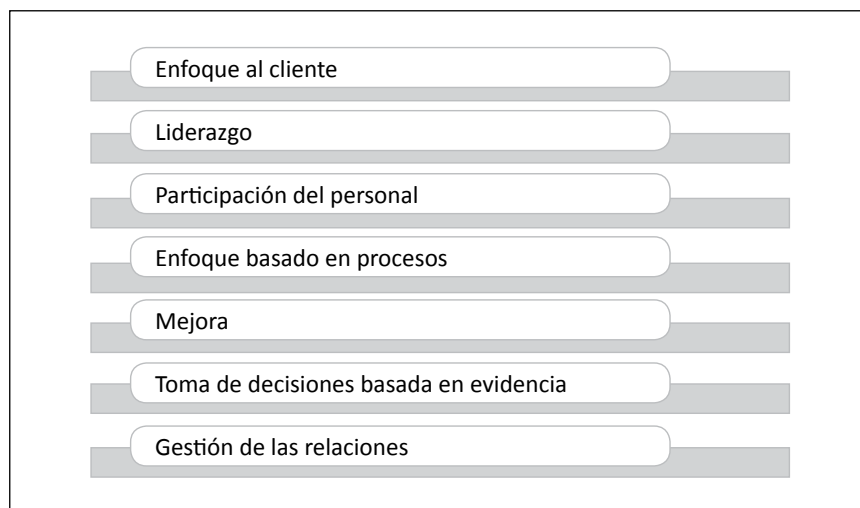 Enfoque al cliente
Liderazgo
Participación del personal
Enfoque basado en procesos
Mejora
Toma de decisiones basada en evidencia
Gestión de las relaciones